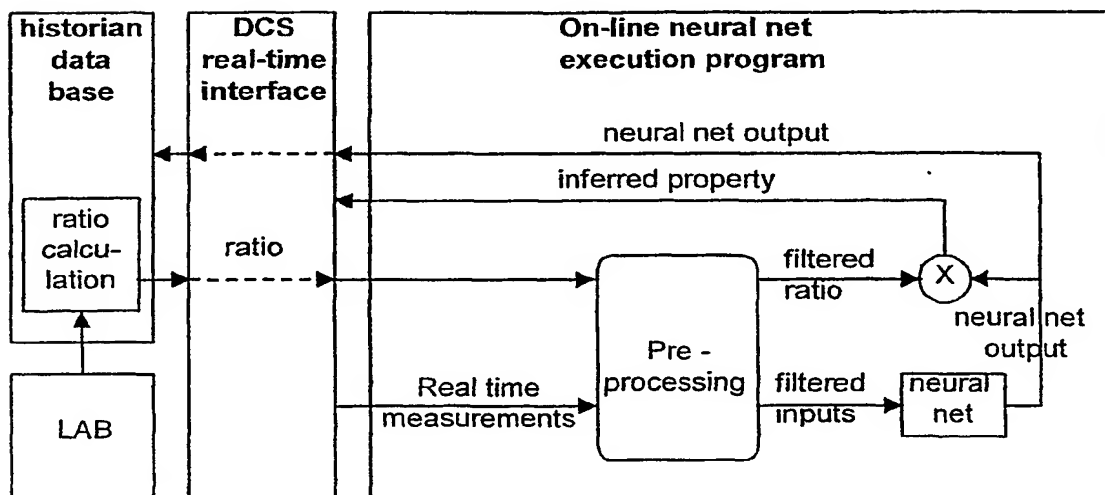 historian
data
base
DCS
real-time
interface
On-line neural net
execution program
neural net output
inferred property
ratio
calcu-
lation
ratio
filtered
ratio
X
neural net
output
Pre -
processing
Real time
measurements
filtered
inputs
neural
net
LAB